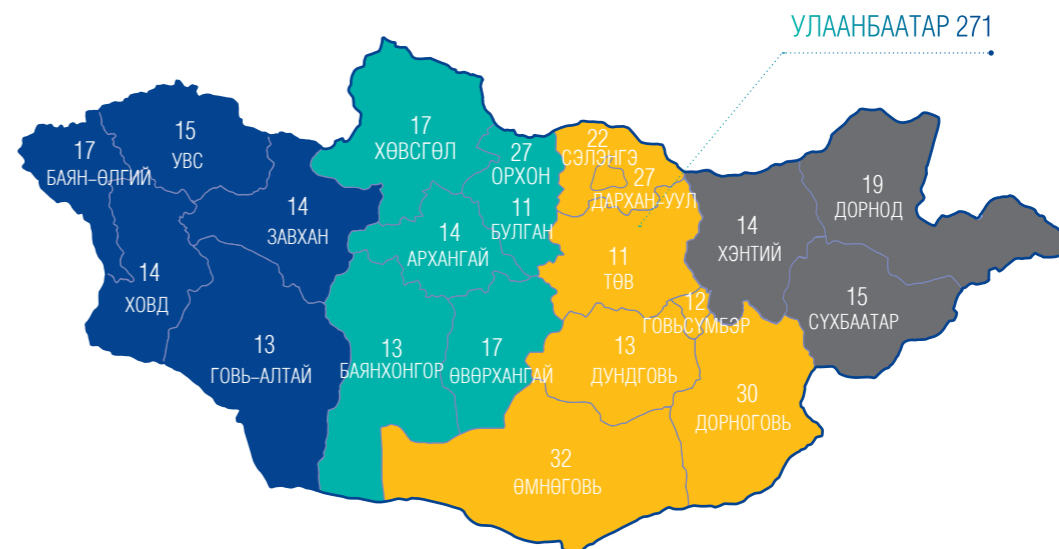 УЛААНБААТАР 271
17
БАЯН–ӨЛГИЙ
15
УВС
14
ХОВД
14
ЗАВХАН
13
ГОВЬ–АЛТАЙ
17
ХӨВСГӨЛ
27
ОРХОН
11
БУЛГАН
14
АРХАНГАЙ
13
БАЯНХОНГОР
17
ӨВӨРХАНГАЙ
22
СЭЛЭНГЭ
27
ДАРХАН–УУЛ
11
ТӨВ
12
ГОВЬСҮМБЭР
13
ДУНДГОВЬ
30
ДОРНОГОВЬ
32
ӨМНӨГОВЬ
14
ХЭНТИЙ
19
ДОРНОД
15
СҮХБААТАР